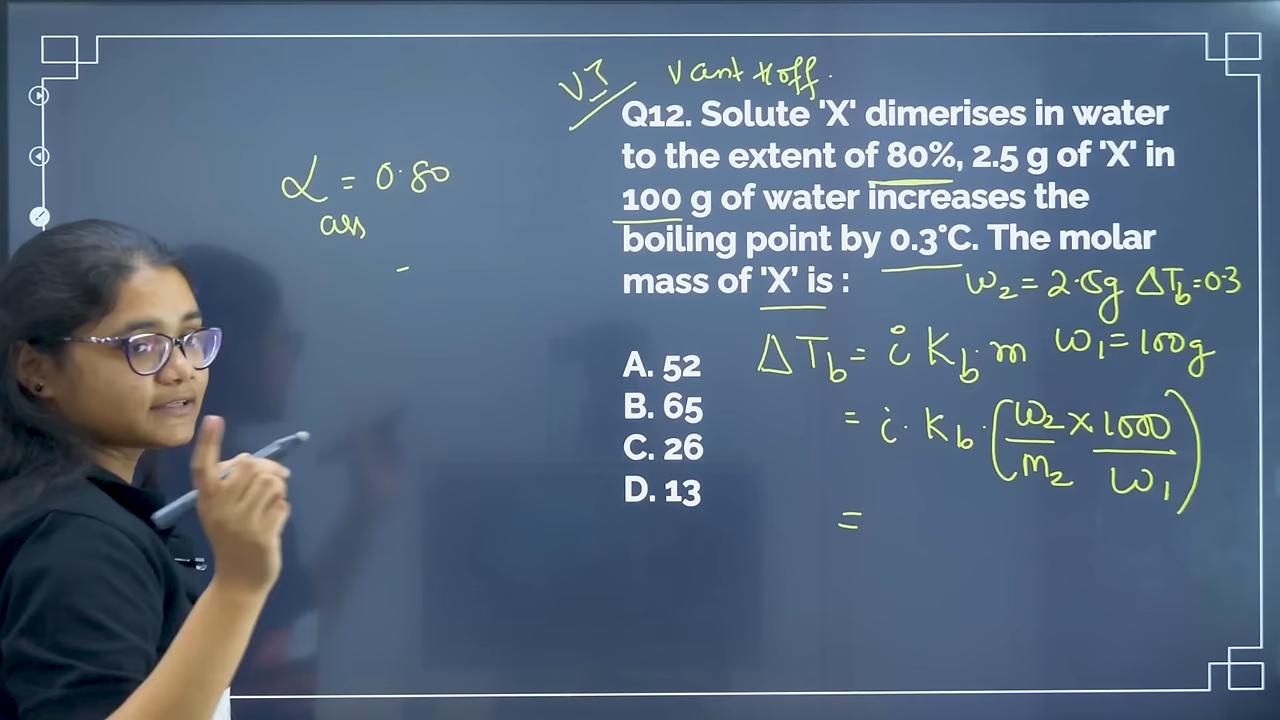 Vant Hoff.
Q12. Solute 'X' dimerises in water
to the extent of 80%, 2.5 g of 'X' in
100 g of water increases the
boiling point by 0.3°C. The molar
mass of 'X' is :
α = 0.80
ass
W₂ = 2.5g ΔT_b = 0.3
W₁ = 100g
ΔT_b = i K_b . m
= i . K_b . (W₂/M₂ × 1000/W₁)
=
A. 52
B. 65
C. 26
D. 13